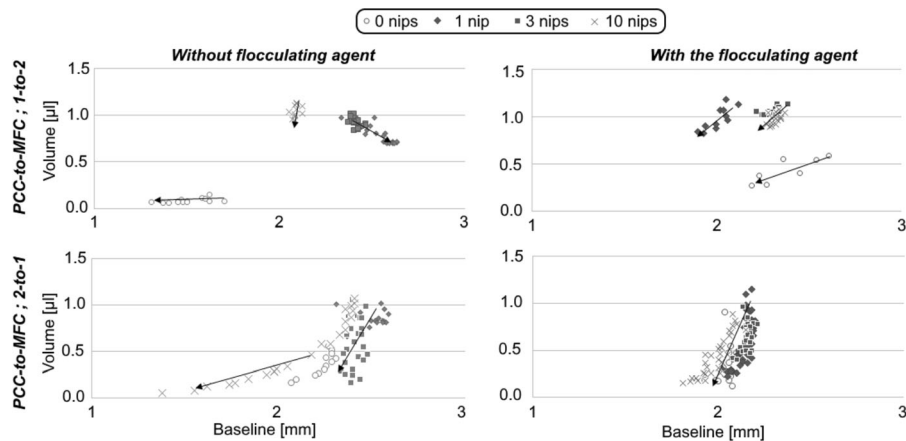 0 nips 1 nip 3 nips 10 nips
Without flocculating agent
With the flocculating agent
PCC-to-MFC ; 1-to-2
Volume [µl]
1.5
1.0
0.5
0.0
1 2 3
1.5
1.0
0.5
0.0
1 2 3
PCC-to-MFC ; 2-to-1
Volume [µl]
1.5
1.0
0.5
0.0
1 2 3
Baseline [mm]
1.5
1.0
0.5
0.0
1 2 3
Baseline [mm]